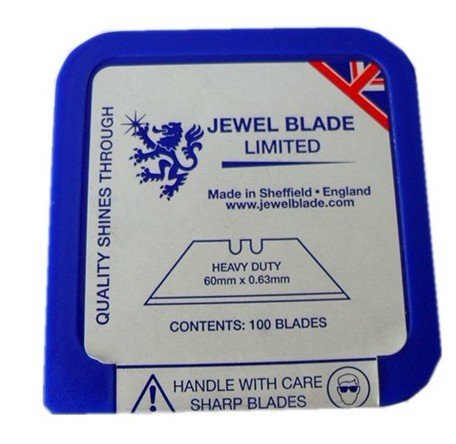 QUALITY SHINES THROUGH
JEWEL BLADE
LIMITED
Made in Sheffield • England
www.jewelblade.com
HEAVY DUTY
60mm x 0.63mm
CONTENTS: 100 BLADES
HANDLE WITH CARE
SHARP BLADES